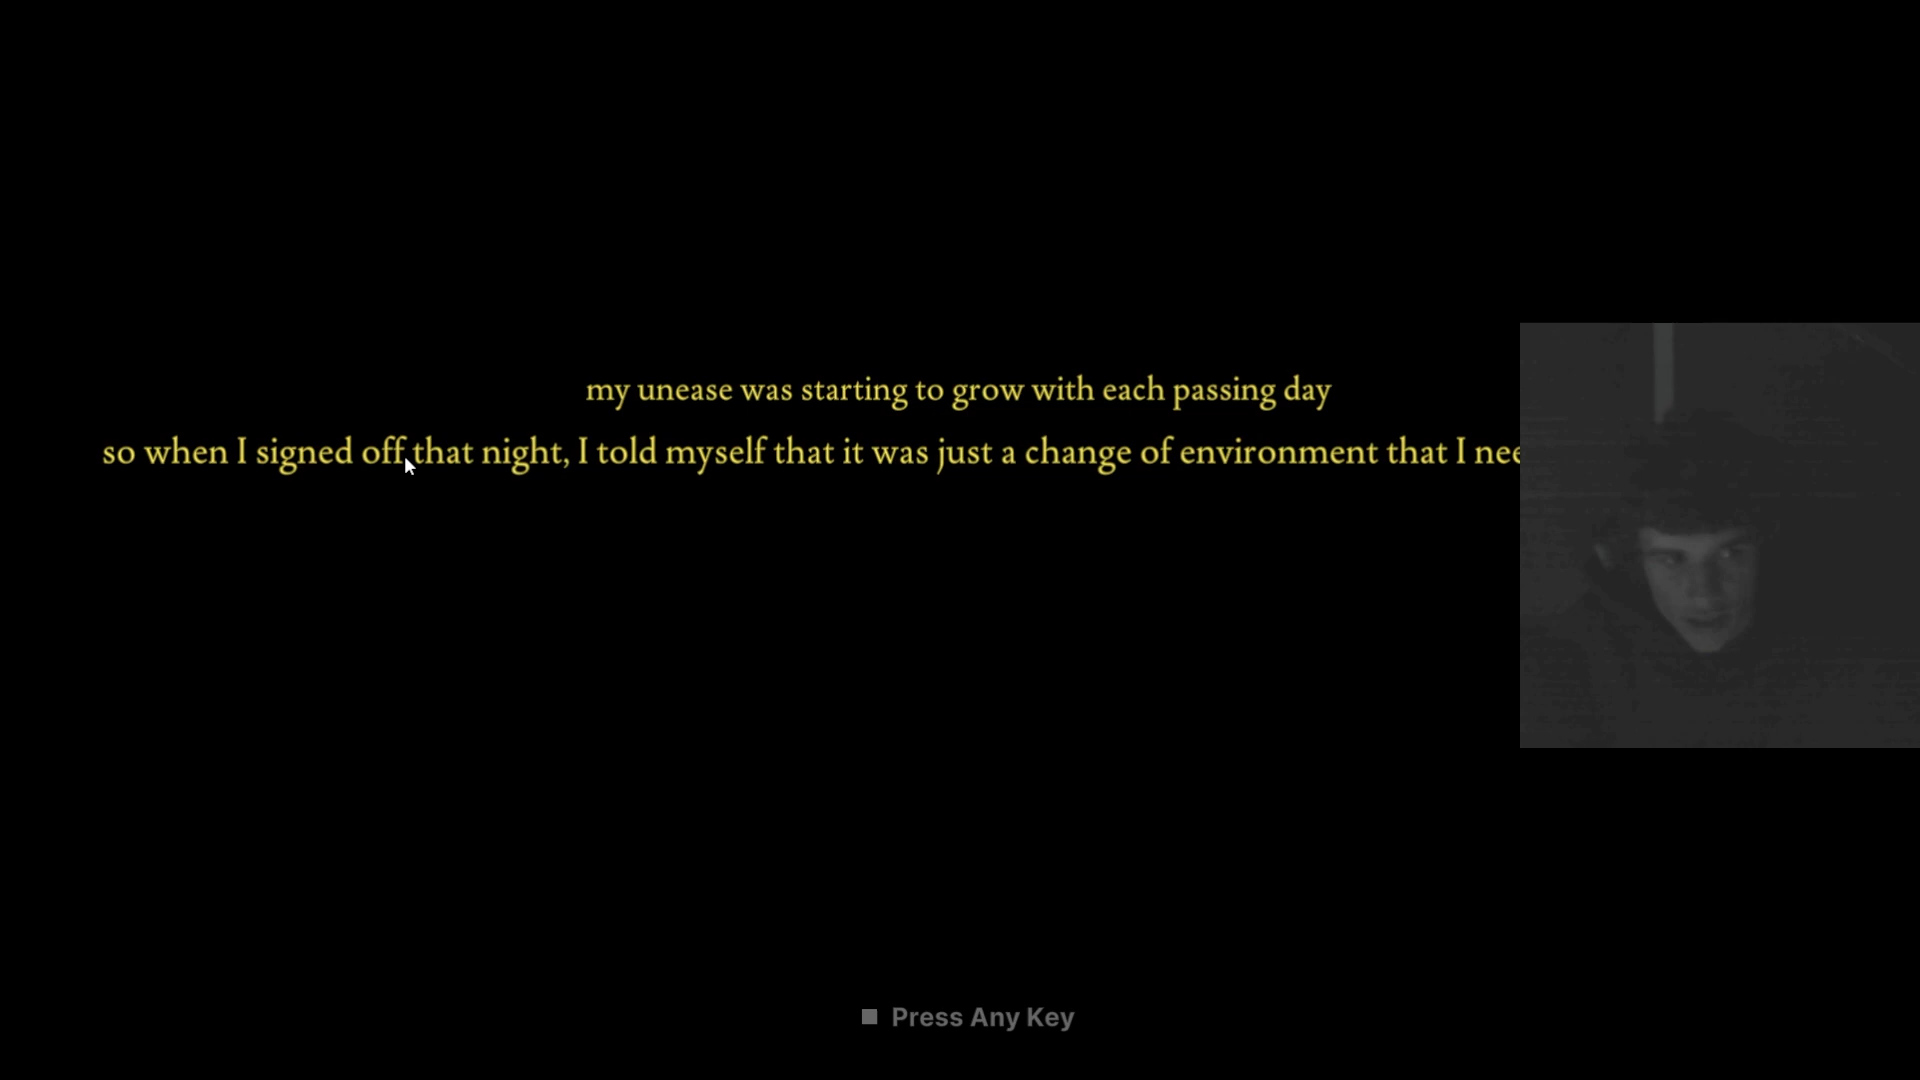 my unease was starting to grow with each passing day
so when I signed off that night, I told myself that it was just a change of environment that I
Press Any Key